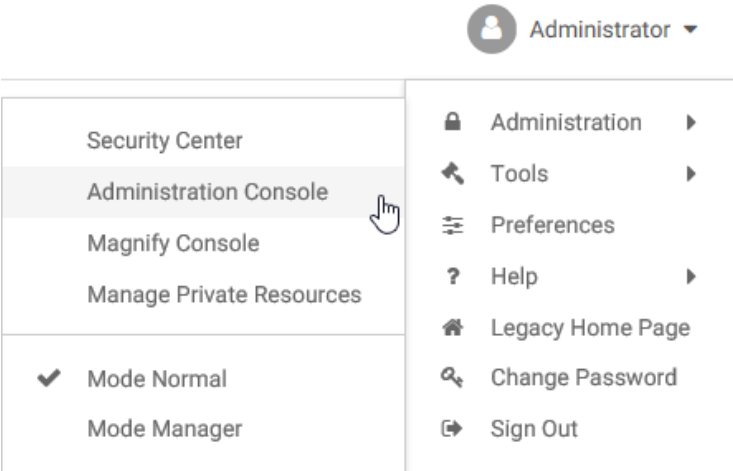 Administrator
Security Center
Administration Console
Magnify Console
Manage Private Resources
Mode Normal
Mode Manager
Administration
Tools
Preferences
? Help
Legacy Home Page
Change Password
Sign Out